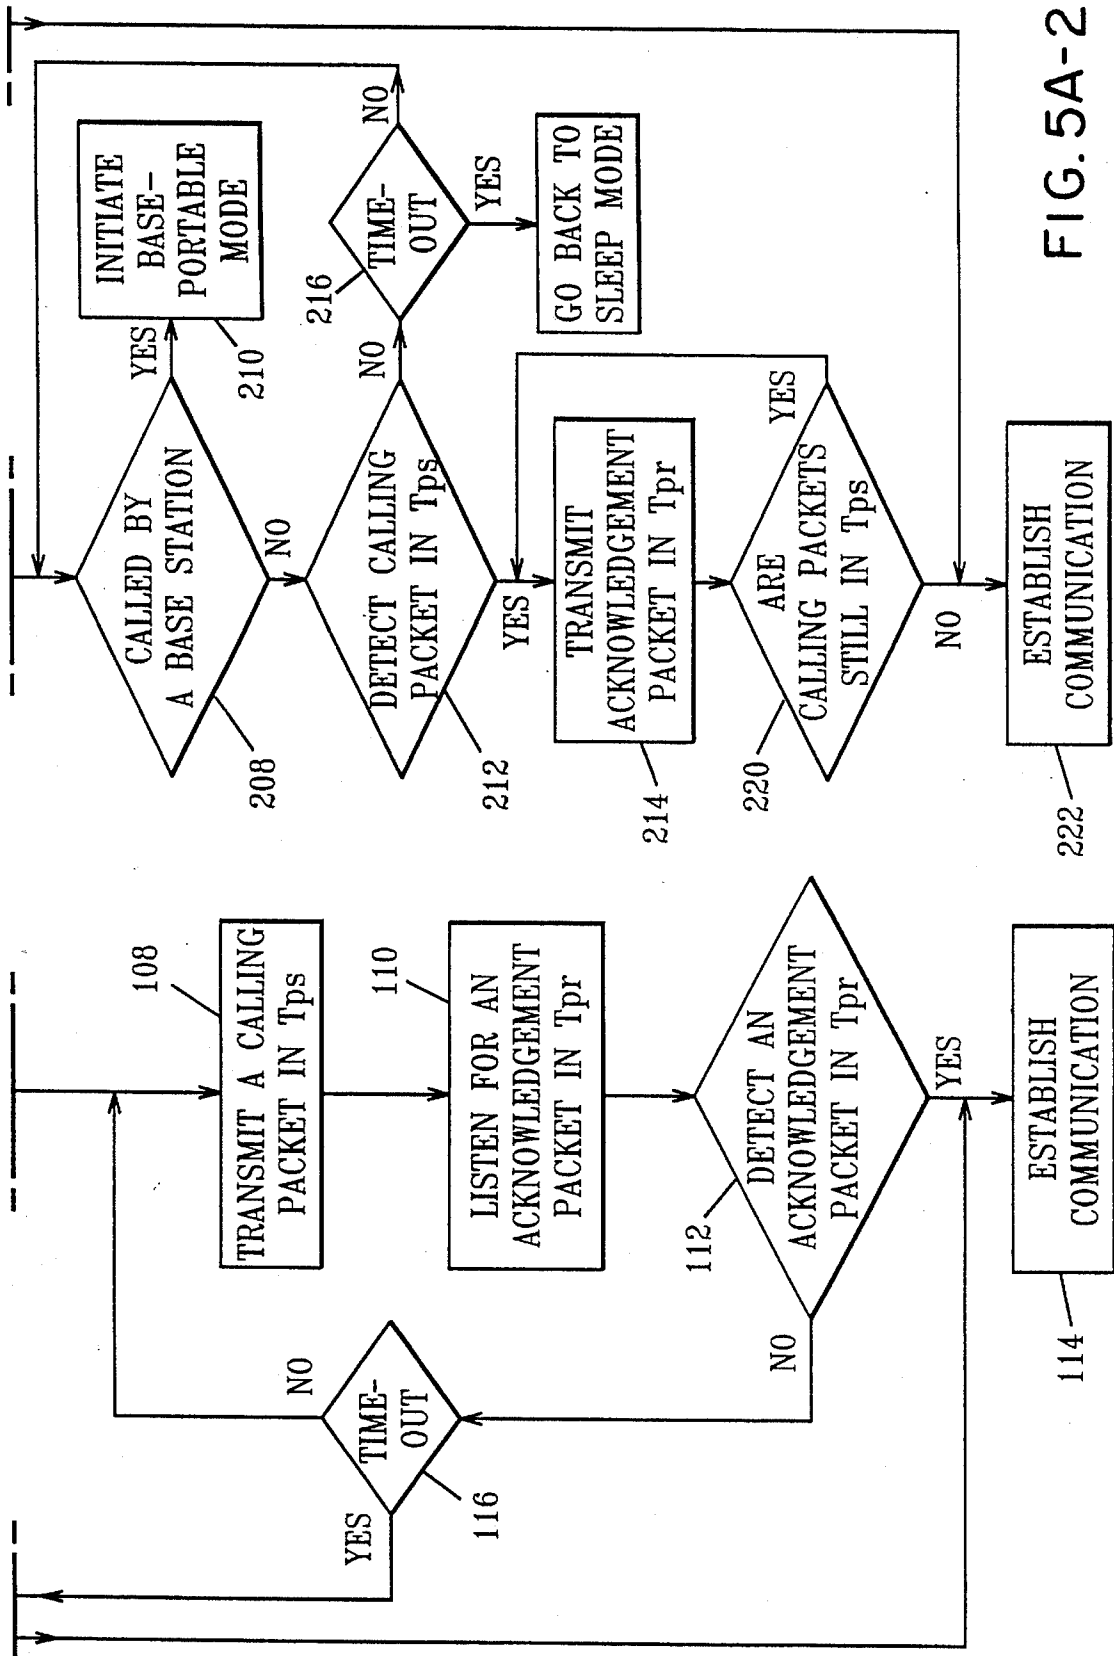 TRANSMIT A CALLING
PACKET IN Tps
108
LISTEN FOR AN
ACKNOWLEDGEMENT
PACKET IN Tpr
110
DETECT AN
ACKNOWLEDGEMENT
PACKET IN Tpr
112
NO
YES
TIME-
OUT
116
NO
YES
ESTABLISH
COMMUNICATION
114
CALLED BY
A BASE STATION
208
YES
NO
INITIATE
BASE-
PORTABLE
MODE
210
DETECT CALLING
PACKET IN Tps
212
NO
YES
TIME-
OUT
216
NO
YES
GO BACK TO
SLEEP MODE
TRANSMIT
ACKNOWLEDGEMENT
PACKET IN Tpr
214
ARE
CALLING PACKETS
STILL IN Tps
220
YES
NO
ESTABLISH
COMMUNICATION
222
FIG. 5A-2